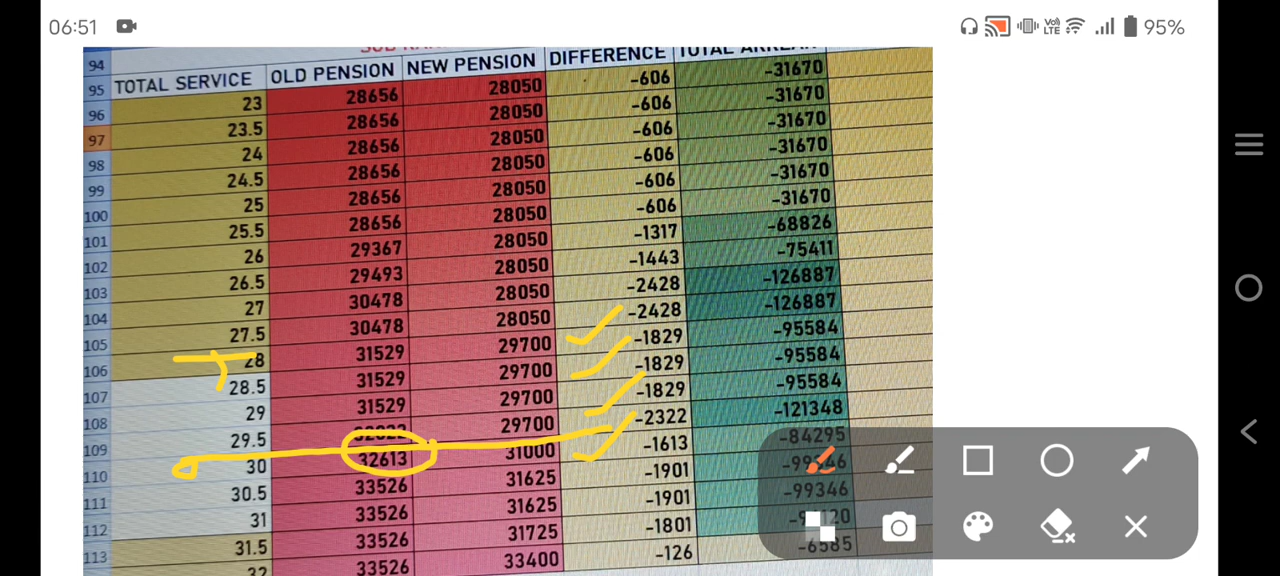 06:51 VoLTE 95%
94
95 TOTAL SERVICE OLD PENSION NEW PENSION DIFFERENCE TOTAL ARREAR
96 23 28656 28050 -606 -31670
97 23.5 28656 28050 -606 -31670
98 24 28656 28050 -606 -31670
99 24.5 28656 28050 -606 -31670
100 25 28656 28050 -606 -31670
101 25.5 28656 28050 -606 -31670
102 26 29367 28050 -1317 -68826
103 26.5 29493 28050 -1443 -75411
104 27 30478 28050 -2428 -126887
105 27.5 30478 28050 -2428 -126887
106 28 31529 29700 -1829 -95584
107 28.5 31529 29700 -1829 -95584
108 29 31529 29700 -1829 -95584
109 29.5 29700 -2322 -121348
110 30 32613 31000 -1613 -84295
111 30.5 33526 31625 -1901
112 31 33526 31625 -1901 -99346
113 31.5 33526 31725 -1801
32 33526 33400 -126 -6585